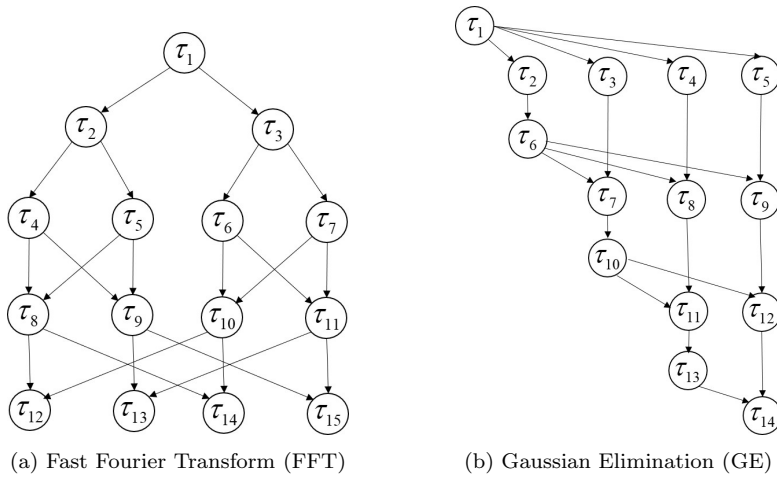 τ1
τ2
τ3
τ4
τ5
τ6
τ7
τ8
τ9
τ10
τ11
τ12
τ13
τ14
τ15
(a) Fast Fourier Transform (FFT)
τ1
τ2
τ3
τ4
τ5
τ6
τ7
τ8
τ9
τ10
τ11
τ12
τ13
τ14
(b) Gaussian Elimination (GE)